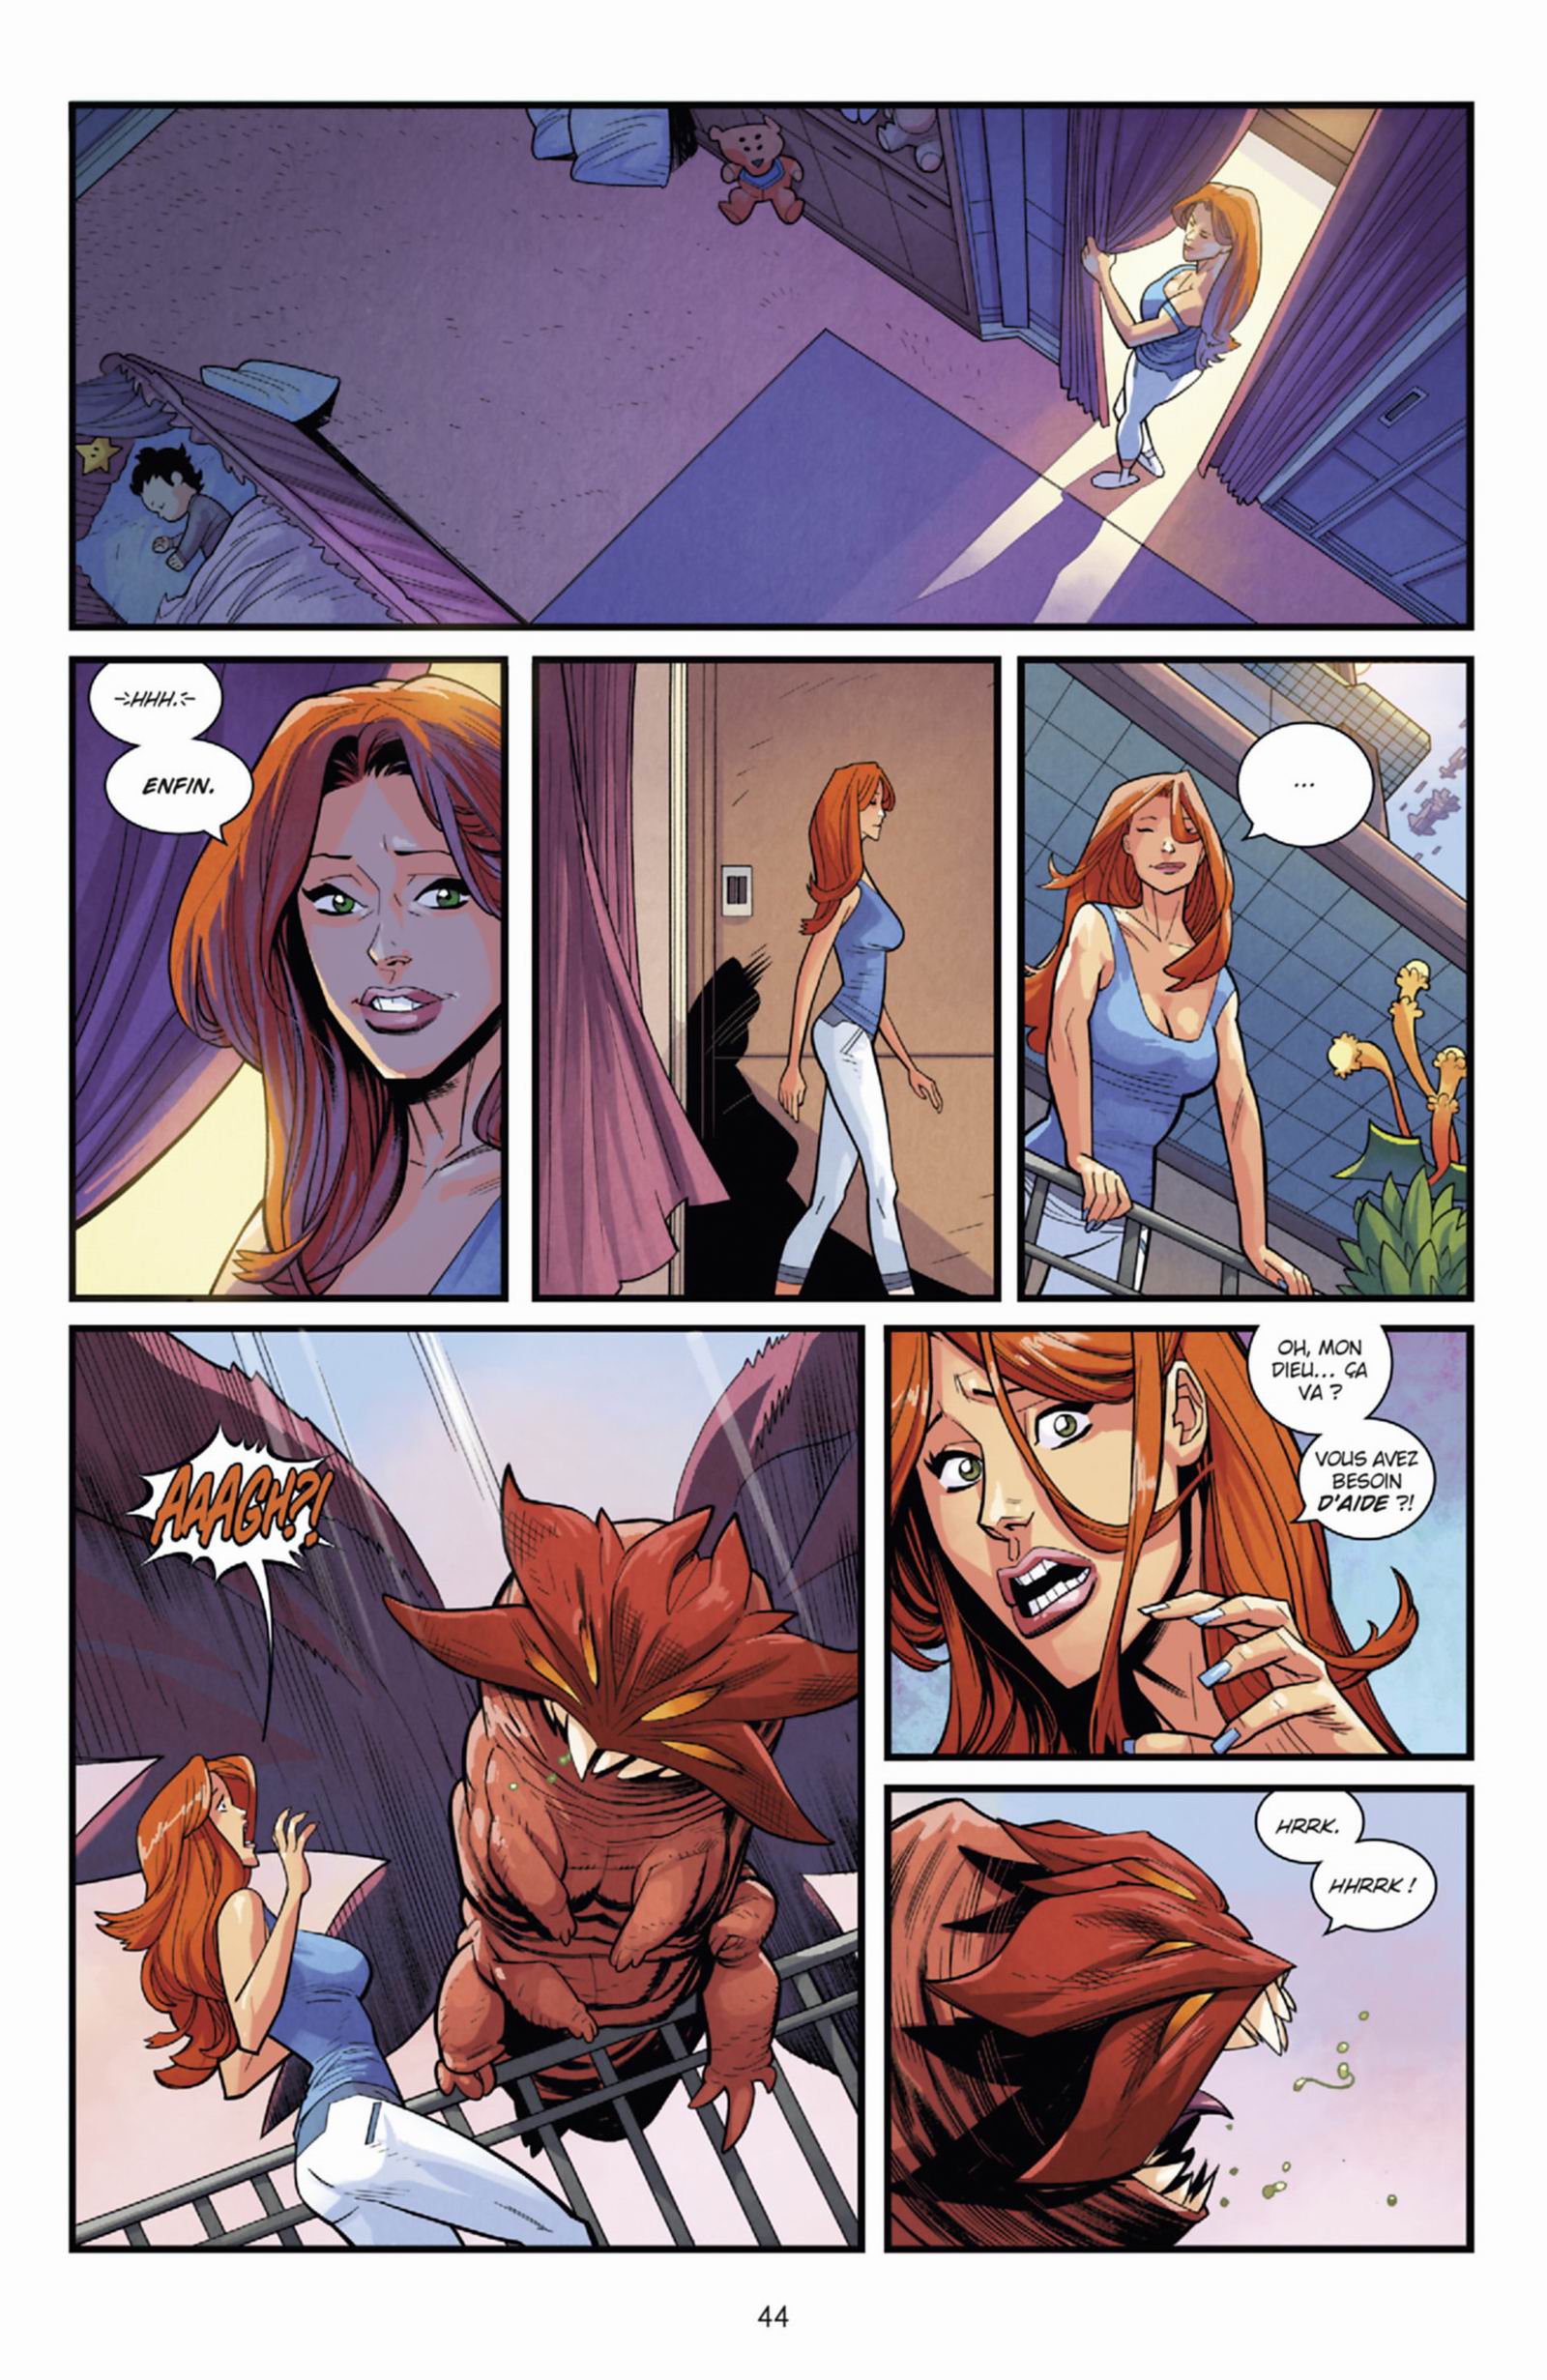 HHH.
ENFIN.
...
AAAGH?!
OH, MON
DIEU... ÇA
VA ?
VOUS AVEZ
BESOIN
D'AIDE ?!
HRRK.
HHRRK !
44